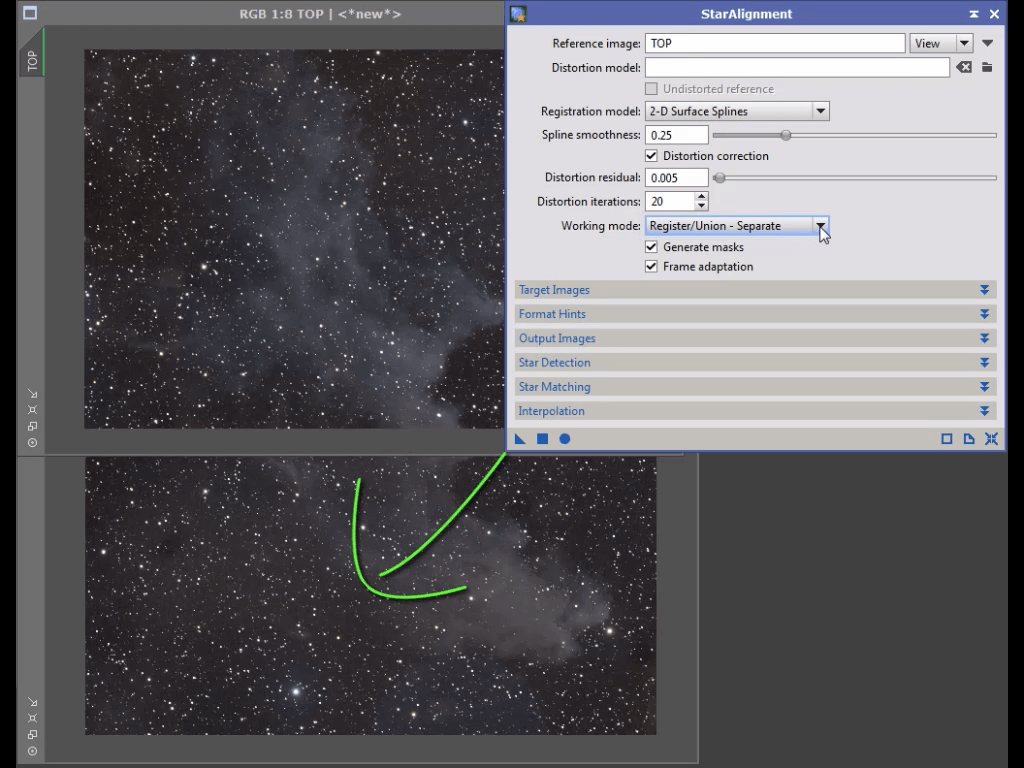 RGB 1:8 TOP | <*new*>
TOP
StarAlignment
Reference image: TOP View
Distortion model:
Undistorted reference
Registration model: 2-D Surface Splines
Spline smoothness: 0.25
Distortion correction
Distortion residual: 0.005
Distortion iterations: 20
Working mode: Register/Union - Separate
Generate masks
Frame adaptation
Target Images
Format Hints
Output Images
Star Detection
Star Matching
Interpolation